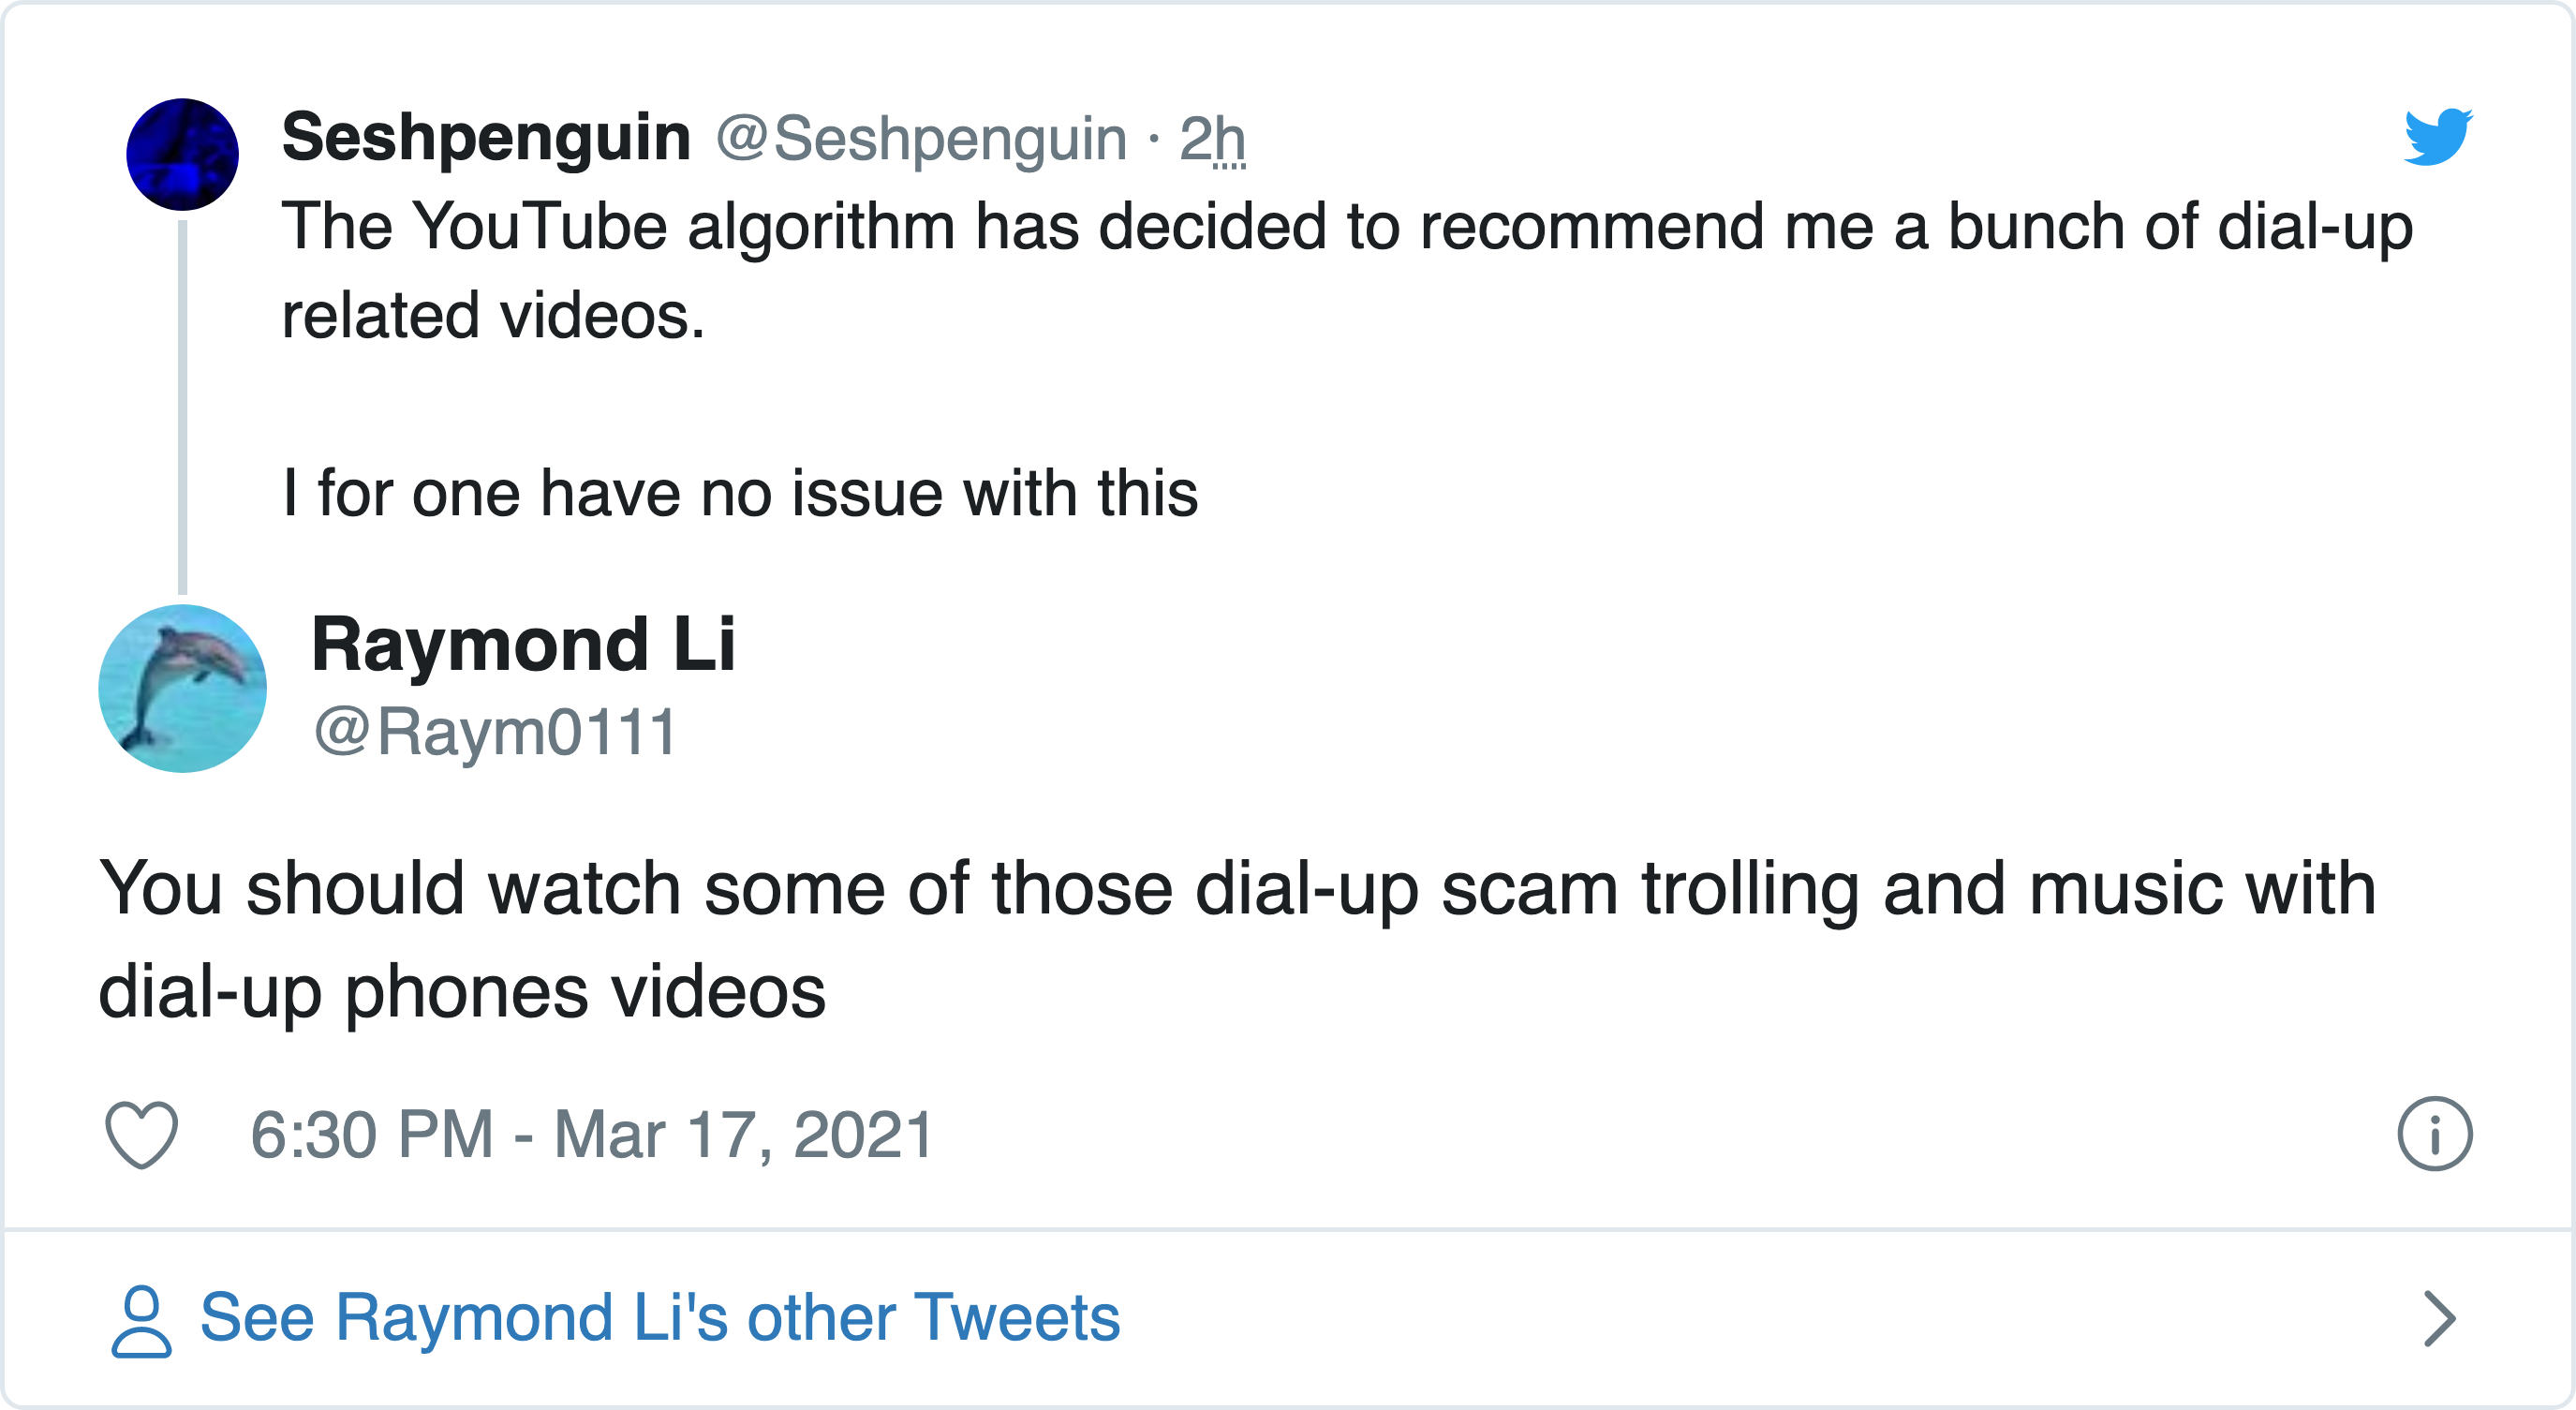 Seshpenguin @Seshpenguin · 2h
The YouTube algorithm has decided to recommend me a bunch of dial-up
related videos.
I for one have no issue with this
Raymond Li
@Raym0111
You should watch some of those dial-up scam trolling and music with
dial-up phones videos
6:30 PM - Mar 17, 2021
See Raymond Li's other Tweets